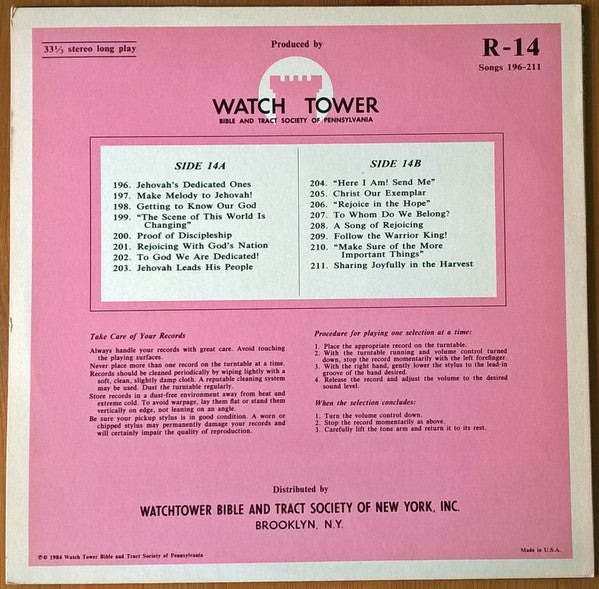 33⅓ stereo long play
Produced by
R-14
Songs 196-211
WATCH TOWER
BIBLE AND TRACT SOCIETY OF PENNSYLVANIA
SIDE 14A
196. Jehovah's Dedicated Ones
197. Make Melody to Jehovah!
198. Getting to Know Our God
199. "The Scene of This World Is
Changing"
200. Proof of Discipleship
201. Rejoicing With God's Nation
202. To God We Are Dedicated!
203. Jehovah Leads His People
SIDE 14B
204. "Here I Am! Send Me"
205. Christ Our Exemplar
206. "Rejoice in the Hope"
207. To Whom Do We Belong?
208. A Song of Rejoicing
209. Follow the Warrior King!
210. "Make Sure of the More
Important Things"
211. Sharing Joyfully in the Harvest
Take Care of Your Records
Always handle your records with great care. Avoid touching
the playing surfaces.
Never place more than one record on the turntable at a time.
Records should be cleaned periodically by wiping lightly with a
soft, clean, slightly damp cloth. A reputable cleaning system
may be used. Dust the turntable regularly.
Store records in a dust-free environment away from heat and
extreme cold. To avoid warpage, lay them flat or stand them
vertically on edge, not leaning on an angle.
Be sure your pickup stylus is in good condition. A worn or
chipped stylus may permanently damage your records and
will certainly impair the quality of reproduction.
Procedure for playing one selection at a time:
1. Place the appropriate record on the turntable.
2. With the turntable running and volume control turned
down, stop the record momentarily with the left forefinger.
3. With the right hand, gently lower the stylus to the lead-in
groove of the band desired.
4. Release the record and adjust the volume to the desired
sound level.
When the selection concludes:
1. Turn the volume control down.
2. Stop the record momentarily as above.
3. Carefully lift the tone arm and return it to its rest.
Distributed by
WATCHTOWER BIBLE AND TRACT SOCIETY OF NEW YORK, INC.
BROOKLYN, N.Y.
℗© 1984 Watch Tower Bible and Tract Society of Pennsylvania
Made in U.S.A.